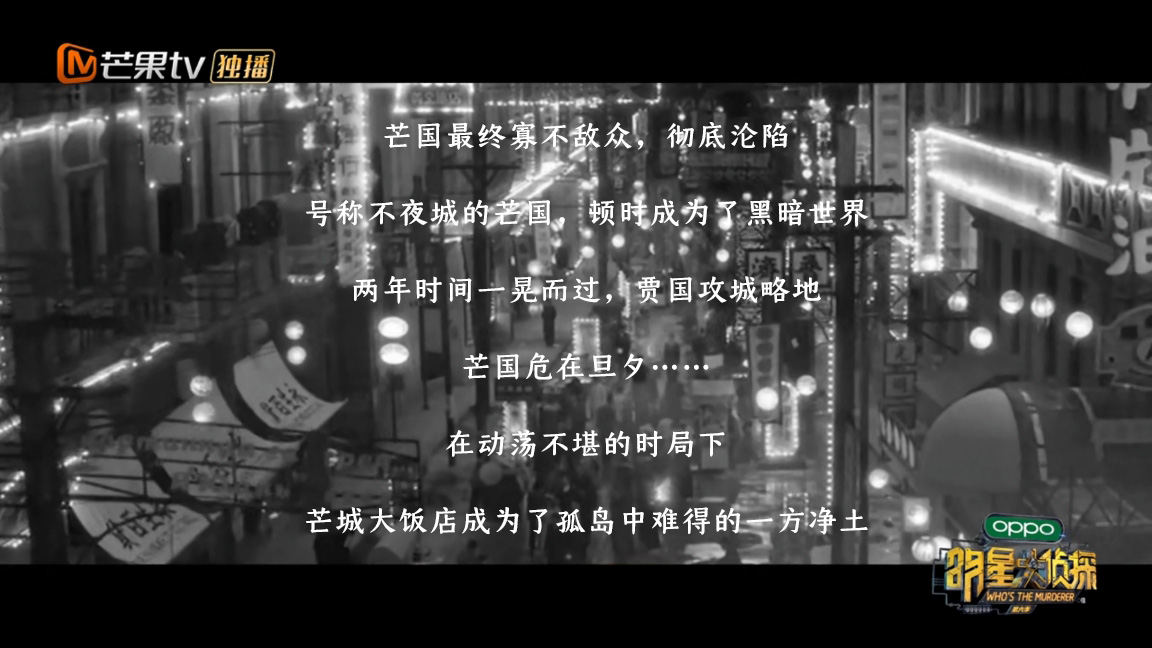 芒果tv 独播
芒国最终寡不敌众，彻底沦陷
号称不夜城的芒国，顿时成为了黑暗世界
两年时间一晃而过，贾国攻城略地
芒国危在旦夕……
在动荡不堪的时局下
芒城大饭店成为了孤岛中难得的一方净土
oppo
明星大侦探
WHO'S THE MURDERER
第六季